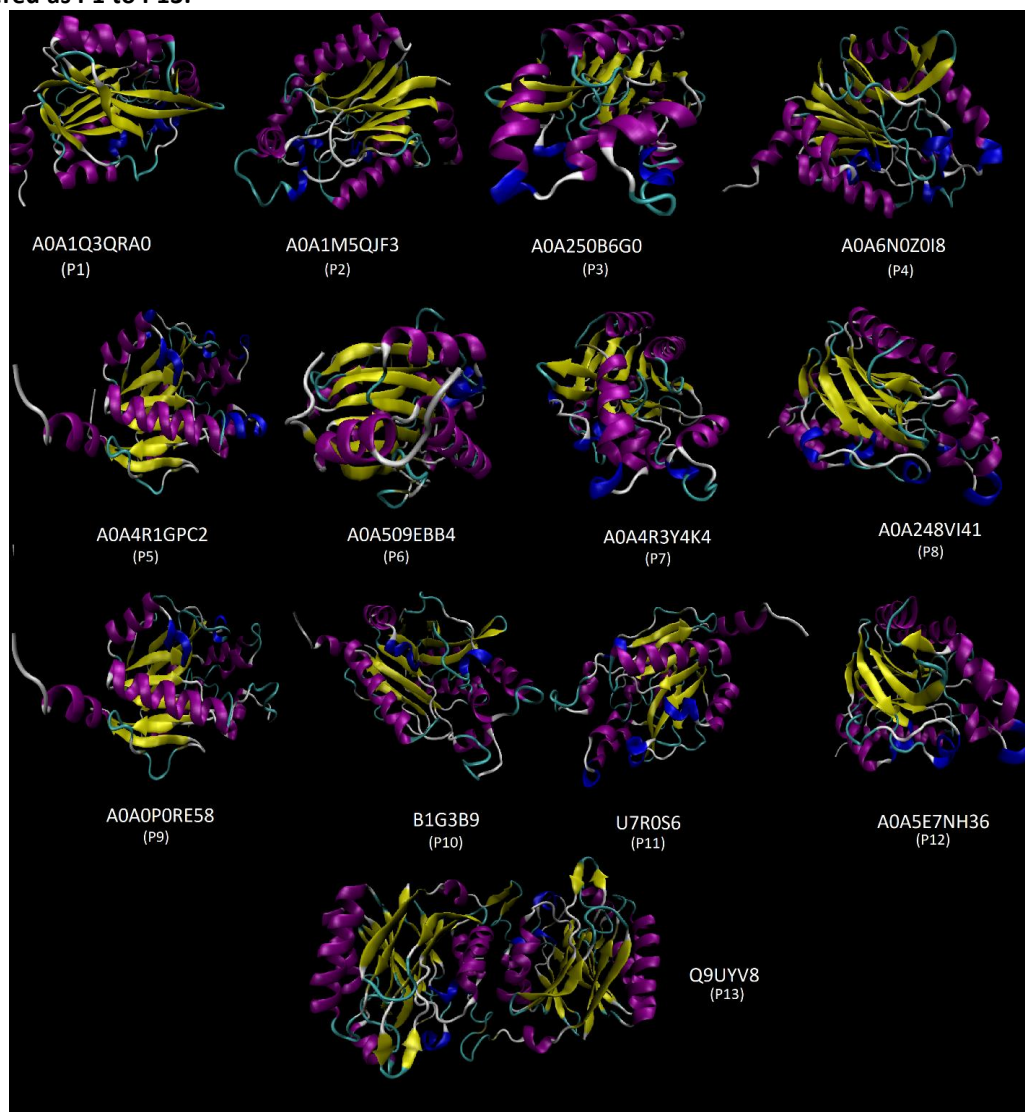 A0A1Q3QRA0
(P1)
A0A1M5QJF3
(P2)
A0A250B6G0
(P3)
A0A6N0Z0I8
(P4)
A0A4R1GPC2
(P5)
A0A509EBB4
(P6)
A0A4R3Y4K4
(P7)
A0A248VI41
(P8)
A0A0P0RE58
(P9)
B1G3B9
(P10)
U7R0S6
(P11)
A0A5E7NH36
(P12)
Q9UYV8
(P13)